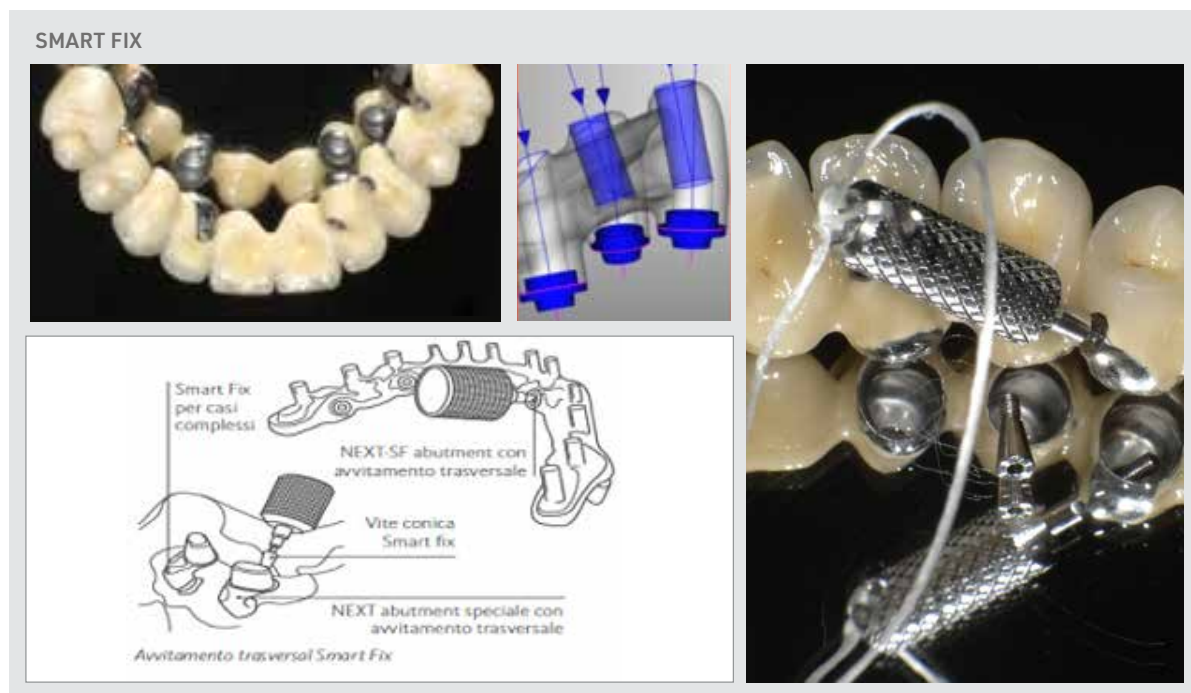 SMART FIX
Smart Fix
per casi
complessi
NEXT-SF abutment con
avvitamento trasversale
Vite conica
Smart fix
NEXT abutment speciale con
avvitamento trasversale
Avvitamento trasversal Smart Fix